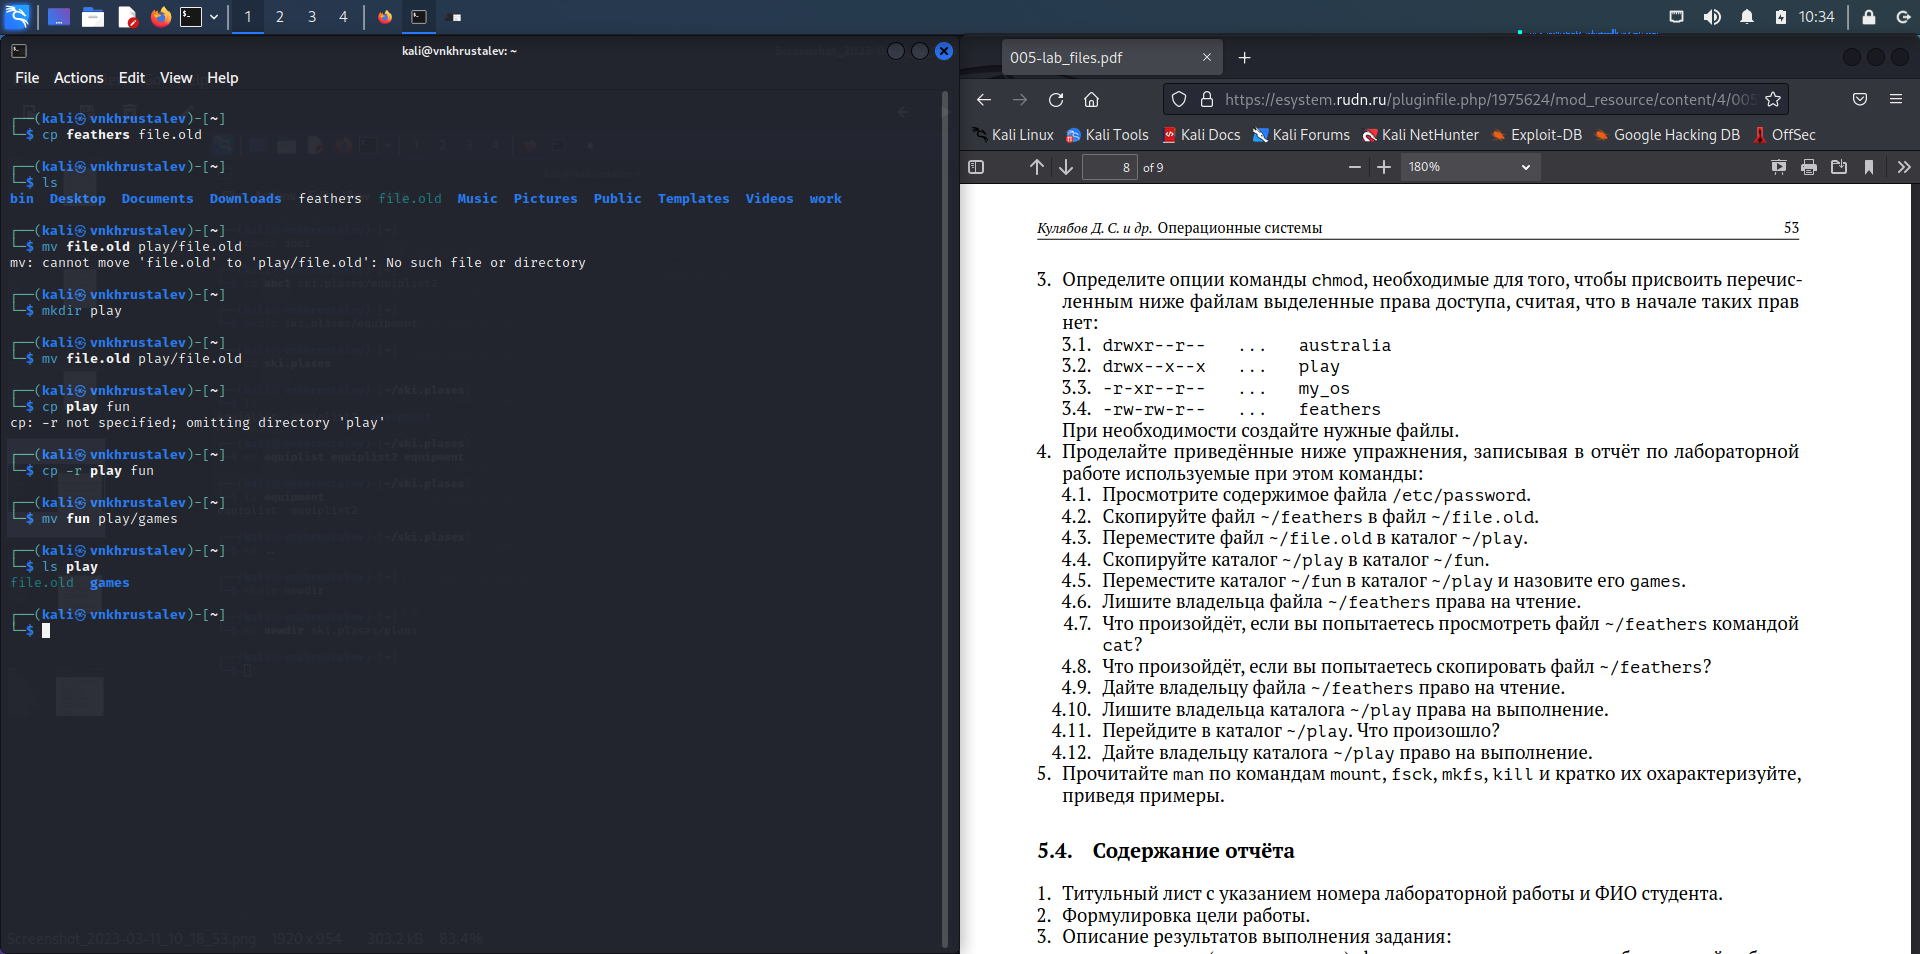 1 2 3 4
10:34
kali@vnkhrustalev: ~
File Actions Edit View Help
┌──(kali㉿vnkhrustalev)-[~]
└─$ cp feathers file.old
┌──(kali㉿vnkhrustalev)-[~]
└─$ ls
bin Desktop Documents Downloads feathers file.old Music Pictures Public Templates Videos work
┌──(kali㉿vnkhrustalev)-[~]
└─$ mv file.old play/file.old
mv: cannot move 'file.old' to 'play/file.old': No such file or directory
┌──(kali㉿vnkhrustalev)-[~]
└─$ mkdir play
┌──(kali㉿vnkhrustalev)-[~]
└─$ mv file.old play/file.old
┌──(kali㉿vnkhrustalev)-[~]
└─$ cp play fun
cp: -r not specified; omitting directory 'play'
┌──(kali㉿vnkhrustalev)-[~]
└─$ cp -r play fun
┌──(kali㉿vnkhrustalev)-[~]
└─$ mv fun play/games
┌──(kali㉿vnkhrustalev)-[~]
└─$ ls play
file.old games
┌──(kali㉿vnkhrustalev)-[~]
└─$
Screenshot_2023-03-11_10_18_53.png 1920 x 954 303.2 kB 83.4%
005-lab_files.pdf
https://esystem.rudn.ru/pluginfile.php/1975624/mod_resource/content/4/005
Kali Linux Kali Tools Kali Docs Kali Forums Kali NetHunter Exploit-DB Google Hacking DB OffSec
8 of 9 180%
Кулябов Д. С. и др. Операционные системы 53
3. Определите опции команды chmod, необходимые для того, чтобы присвоить перечис-
ленным ниже файлам выделенные права доступа, считая, что в начале таких прав
нет:
3.1. drwxr--r-- ... australia
3.2. drwx--x--x ... play
3.3. -r-xr--r-- ... my_os
3.4. -rw-rw-r-- ... feathers
При необходимости создайте нужные файлы.
4. Проделайте приведённые ниже упражнения, записывая в отчёт по лабораторной
работе используемые при этом команды:
4.1. Просмотрите содержимое файла /etc/password.
4.2. Скопируйте файл ~/feathers в файл ~/file.old.
4.3. Переместите файл ~/file.old в каталог ~/play.
4.4. Скопируйте каталог ~/play в каталог ~/fun.
4.5. Переместите каталог ~/fun в каталог ~/play и назовите его games.
4.6. Лишите владельца файла ~/feathers права на чтение.
4.7. Что произойдёт, если вы попытаетесь просмотреть файл ~/feathers командой
cat?
4.8. Что произойдёт, если вы попытаетесь скопировать файл ~/feathers?
4.9. Дайте владельцу файла ~/feathers право на чтение.
4.10. Лишите владельца каталога ~/play права на выполнение.
4.11. Перейдите в каталог ~/play. Что произошло?
4.12. Дайте владельцу каталога ~/play право на выполнение.
5. Прочитайте man по командам mount, fsck, mkfs, kill и кратко их охарактеризуйте,
приведя примеры.
5.4. Содержание отчёта
1. Титульный лист с указанием номера лабораторной работы и ФИО студента.
2. Формулировка цели работы.
3. Описание результатов выполнения задания: